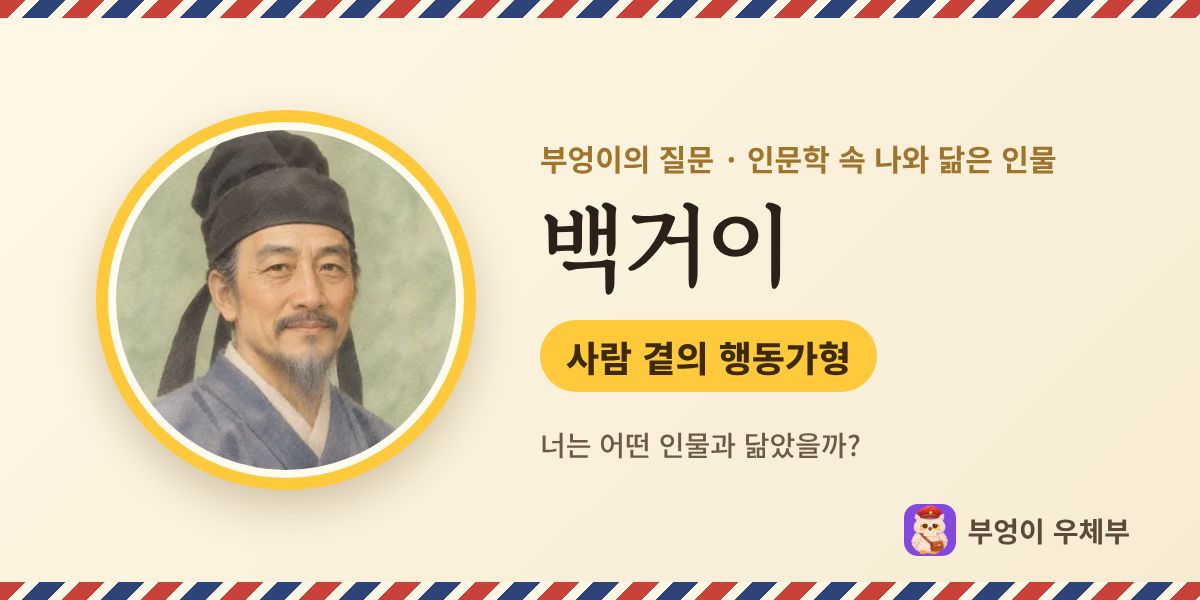 부엉이의 질문 · 인문학 속 나와 닮은 인물
백거이
사람 곁의 행동가형
너는 어떤 인물과 닮았을까?
부엉이 우체부